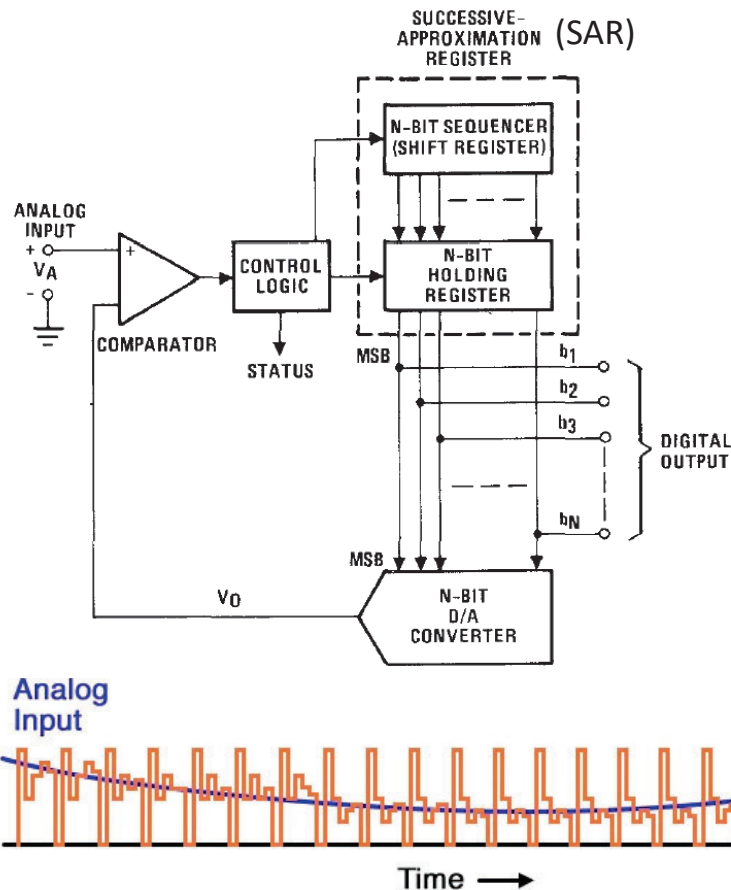 SUCCESSIVE-
APPROXIMATION (SAR)
REGISTER
N-BIT SEQUENCER
(SHIFT REGISTER)
ANALOG
INPUT
+
VA
-
+
COMPARATOR
CONTROL
LOGIC
STATUS
N-BIT
HOLDING
REGISTER
MSB
b1
b2
b3
bN
DIGITAL
OUTPUT
MSB
VO
N-BIT
D/A
CONVERTER
Analog
Input
Time